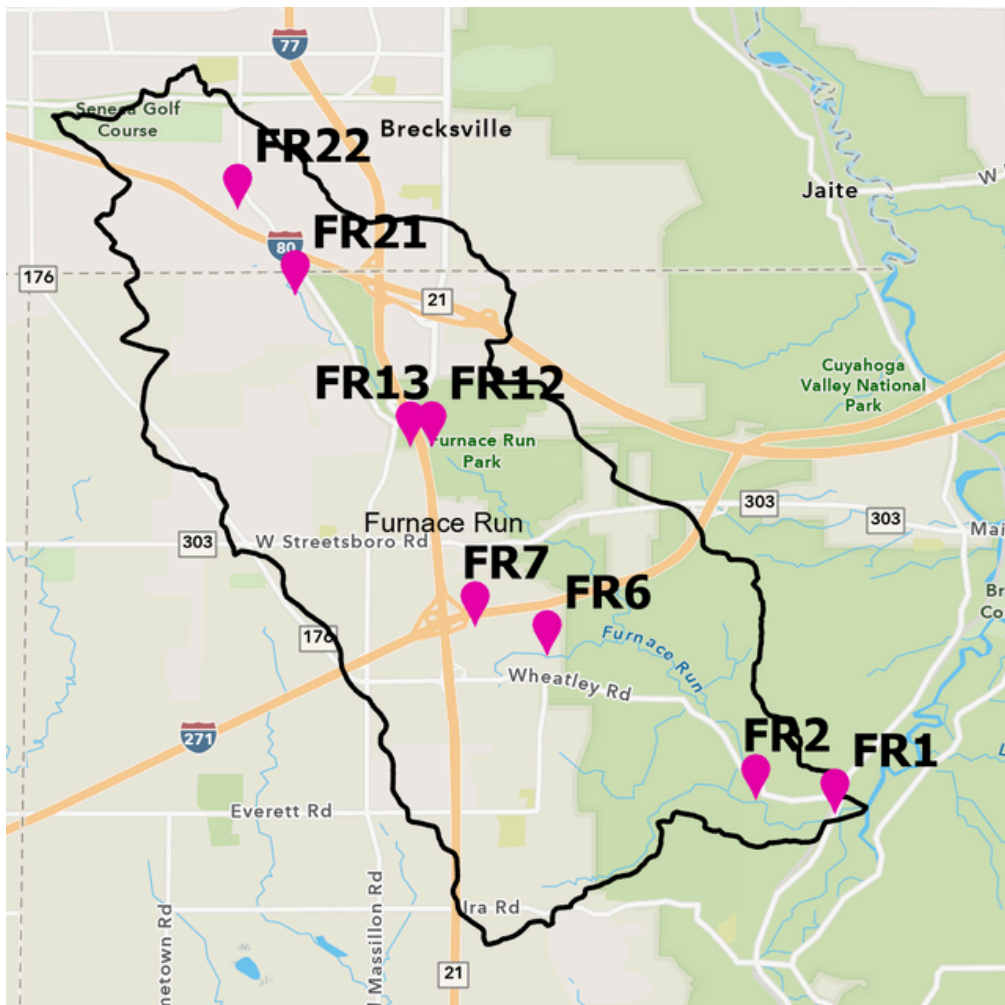 77
Seneca Golf
Course
Brecksville
FR22
Jaite
W
FR21
80
176
21
Cuyahoga
Valley National
Park
FR13
FR12
Furnace Run
Park
303
303
Furnace Run
303
W Streetsboro Rd
Mai
FR7
FR6
Br
Co
176
Furnace Run
Wheatley Rd
271
FR2
FR1
Everett Rd
Ira Rd
netown Rd
Massillon Rd
21